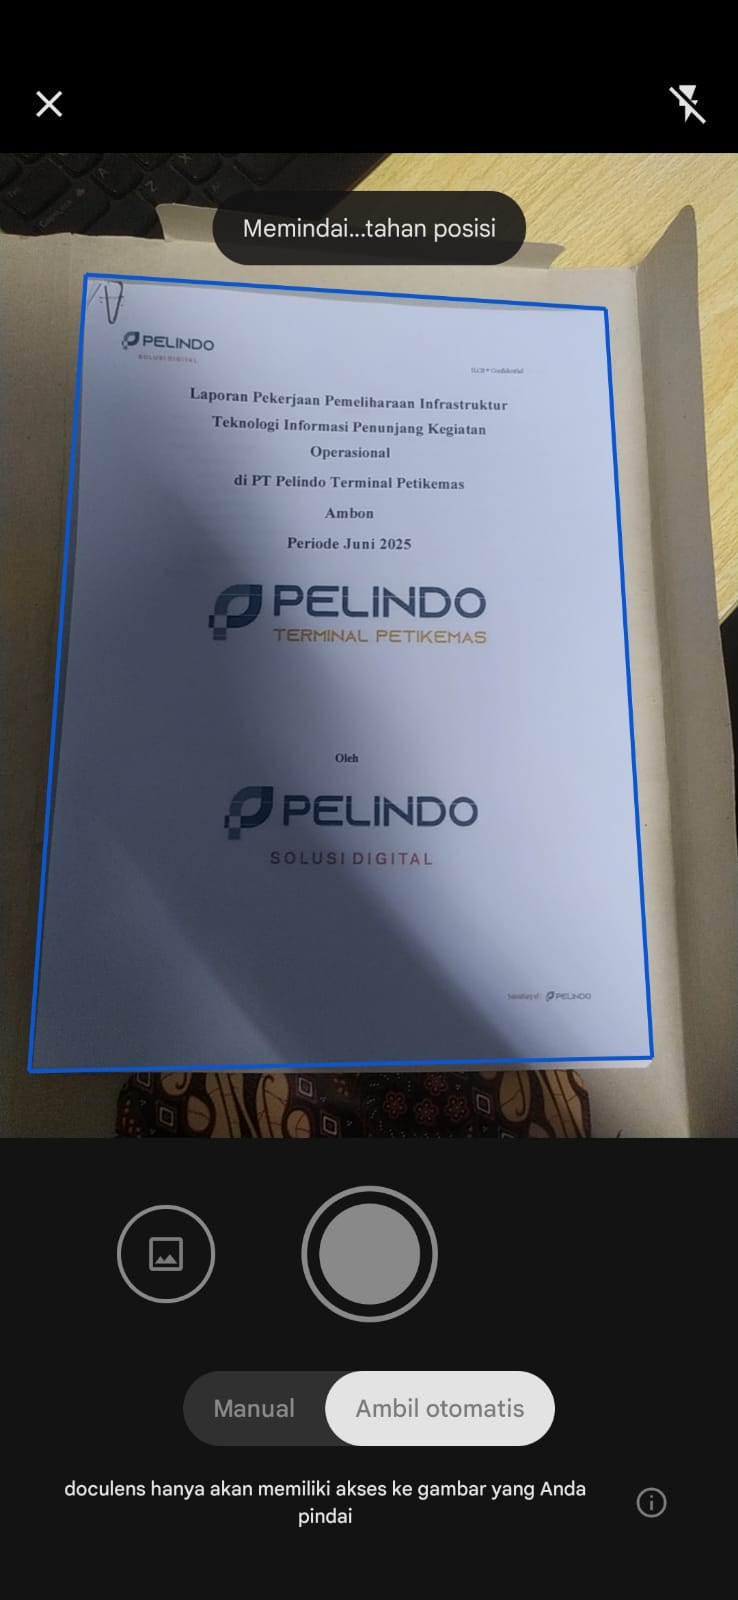 Memindai...tahan posisi
PELINDO
SOLUSI DIGITAL
Confidential
Laporan Pekerjaan Pemeliharaan Infrastruktur
Teknologi Informasi Penunjang Kegiatan
Operasional
di PT Pelindo Terminal Petikemas
Ambon
Periode Juni 2025
PELINDO
TERMINAL PETIKEMAS
Oleh
PELINDO
SOLUSI DIGITAL
Subsidiary of : PELINDO
Manual
Ambil otomatis
doculens hanya akan memiliki akses ke gambar yang Anda
pindai